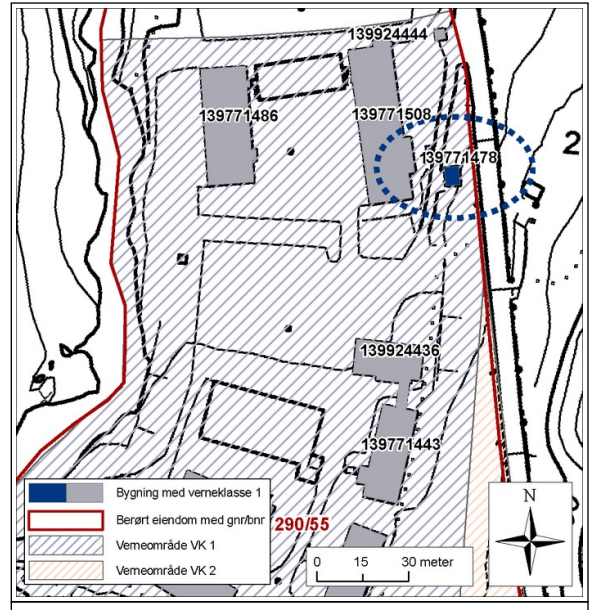 139924444
139771486
139771508
139771478
2
139924436
139771443
Bygning med verneklasse 1
Berørt eiendom med gnr/bnr
290/55
Verneområde VK 1
Verneområde VK 2
0 15 30 meter
N